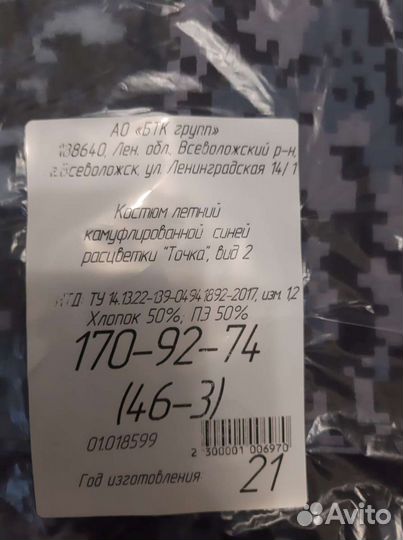 АО «БТК групп»
188640, Лен. обл., Всеволожский р-н,
г.Всеволожск, ул. Ленинградская 14/1
Костюм летний
камуфлированной синей
расцветки "Точка", вид 2
НТД ТУ 14.13.22-139-04941892-2017, изм. 1,2
Хлопок 50%; ПЭ 50%
170-92-74
(46-3)
01.018599
2 300001 006970
Год изготовления 21
Avito